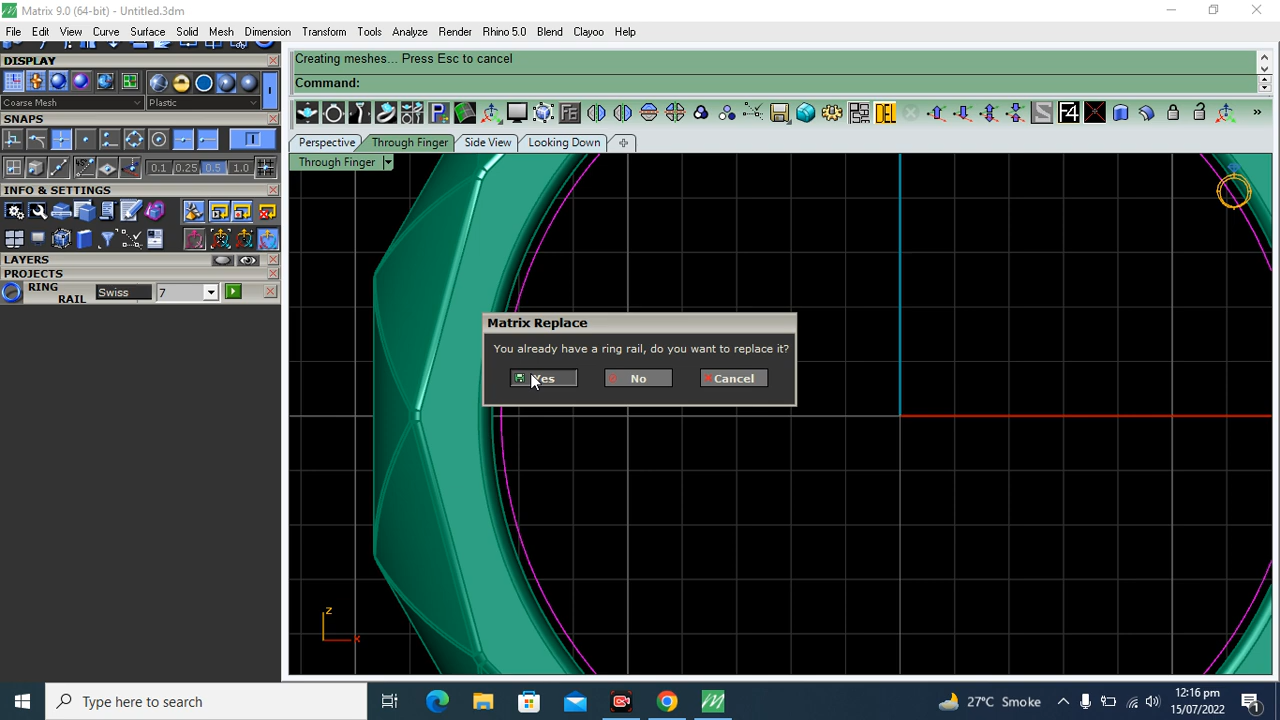 Matrix 9.0 (64-bit) - Untitled.3dm
File Edit View Curve Surface Solid Mesh Dimension Transform Tools Analyze Render Rhino 5.0 Blend Clayoo Help
DISPLAY
Creating meshes... Press Esc to cancel
Command:
Coarse Mesh Plastic
SNAPS
Perspective Through Finger Side View Looking Down
Through Finger
0.1 0.25 0.5 1.0
INFO & SETTINGS
LAYERS
PROJECTS
RING RAIL Swiss 7
Matrix Replace
You already have a ring rail, do you want to replace it?
Yes No Cancel
z
x
Type here to search
27°C Smoke
12:16 pm
15/07/2022
1